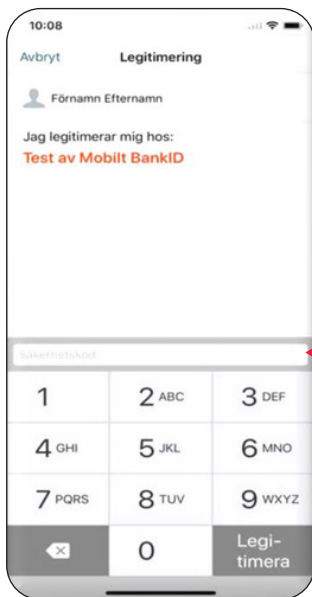 10:08
Avbryt Legitimering
Förnamn Efternamn
Jag legitimerar mig hos:
Test av Mobilt BankID
Säkerhetskod
1 2 ABC 3 DEF
4 GHI 5 JKL 6 MNO
7 PQRS 8 TUV 9 WXYZ
0 Legi-
timera